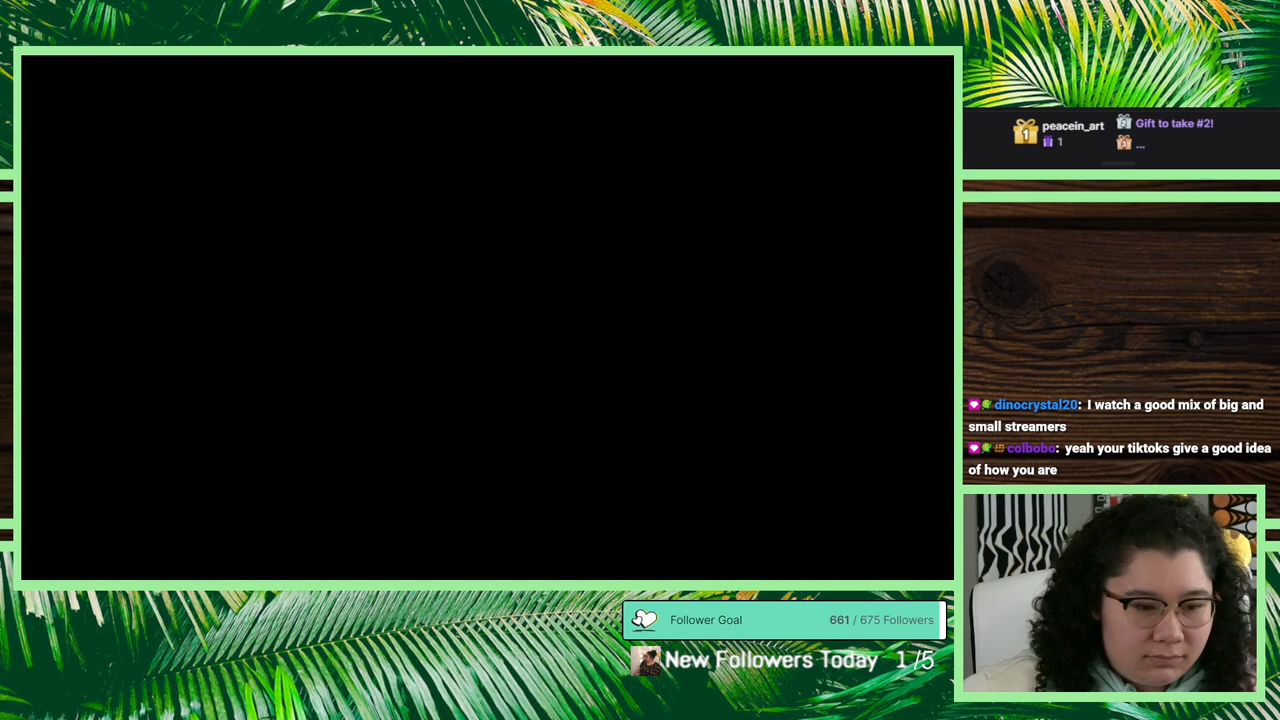 peacein_art
1
1
Gift to take #2!
...
dinocrystal20: I watch a good mix of big and
small streamers
colbobo: yeah your tiktoks give a good idea
of how you are
Follower Goal 661 / 675 Followers
New Followers Today 1 /5